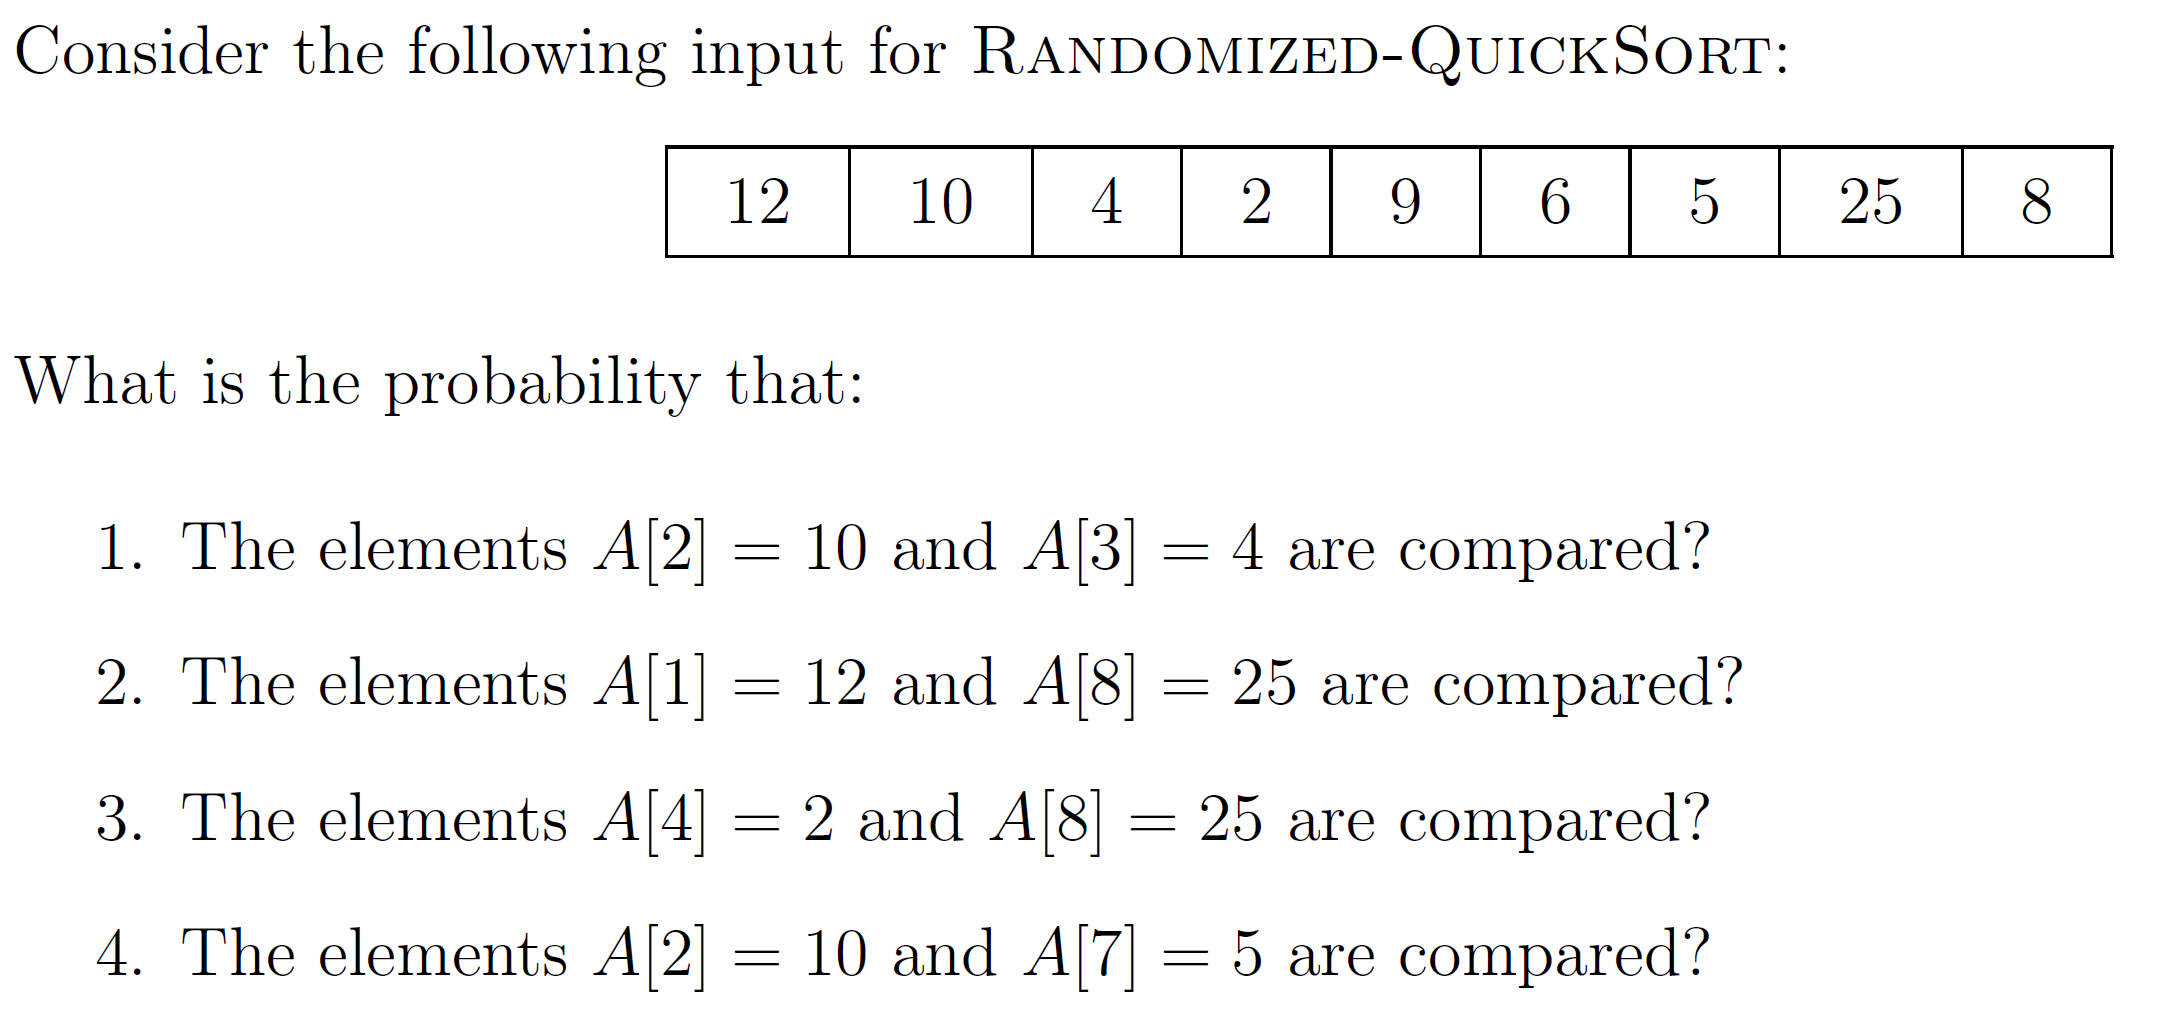 Consider the following input for RANDOMIZED-QUICKSORT:
12 10 4 2 9 6 5 25 8
What is the probability that:
1. The elements A[2] = 10 and A[3] = 4 are compared?
2. The elements A[1] = 12 and A[8] = 25 are compared?
3. The elements A[4] = 2 and A[8] = 25 are compared?
4. The elements A[2] = 10 and A[7] = 5 are compared?